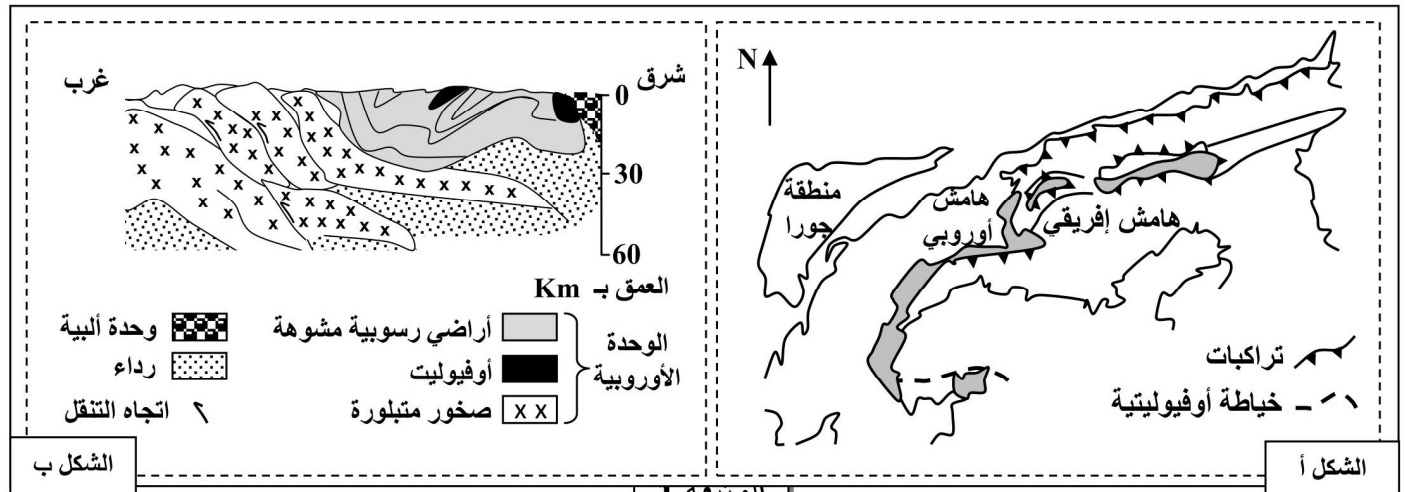 N
منطقة
جورا
هامش
أوروبي
هامش إفريقي
تراكبات
خياطة أوفيوليتية
الشكل أ
شرق
غرب
0
30
60
العمق بـ Km
الوحدة
الأوروبية
أراضي رسوبية مشوهة
أوفيوليت
صخور متبلورة
وحدة ألبية
رداء
اتجاه التنقل
الشكل ب